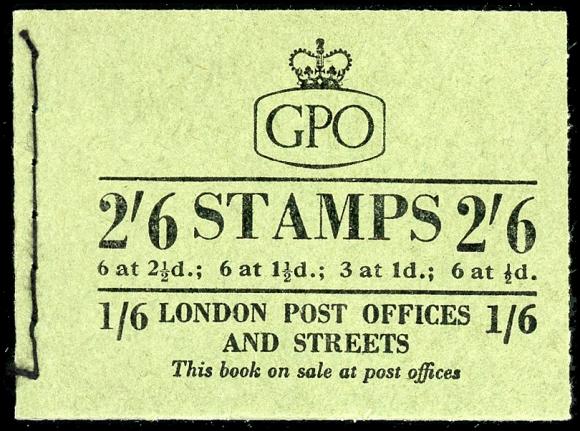 GPO
2/6 STAMPS 2/6
6 at 2½d.; 6 at 1½d.; 3 at 1d.; 6 at ½d.
1/6 LONDON POST OFFICES 1/6
AND STREETS
This book on sale at post offices